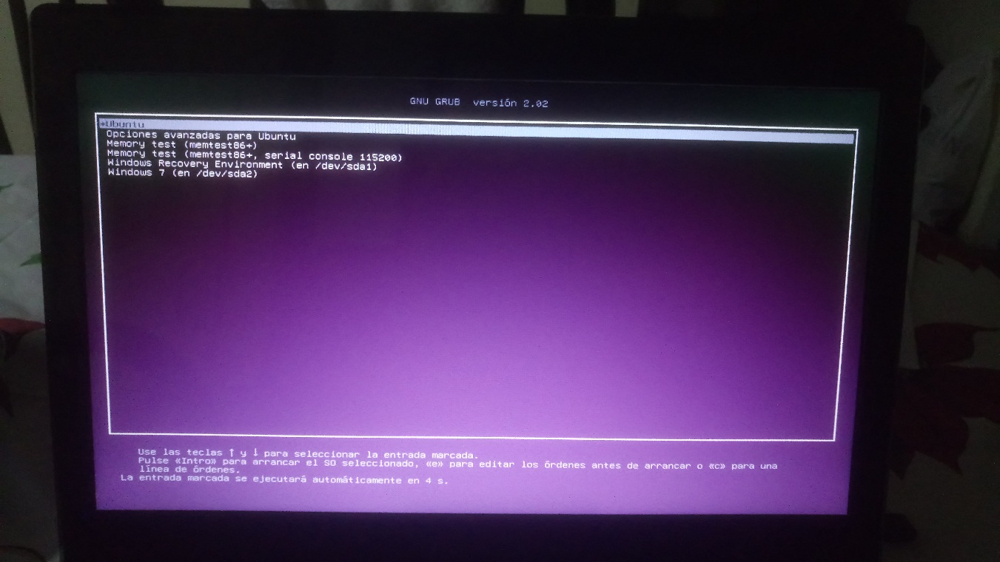 GNU GRUB versión 2.02
*Ubuntu
Opciones avanzadas para Ubuntu
Memory test (memtest86+)
Memory test (memtest86+, serial console 115200)
Windows Recovery Environment (en /dev/sda1)
Windows 7 (en /dev/sda2)
Use las teclas ↑ y ↓ para seleccionar la entrada marcada.
Pulse «Intro» para arrancar el SO seleccionado, «e» para editar los órdenes antes de arrancar o «c» para una
línea de órdenes.
La entrada marcada se ejecutará automáticamente en 4 s.